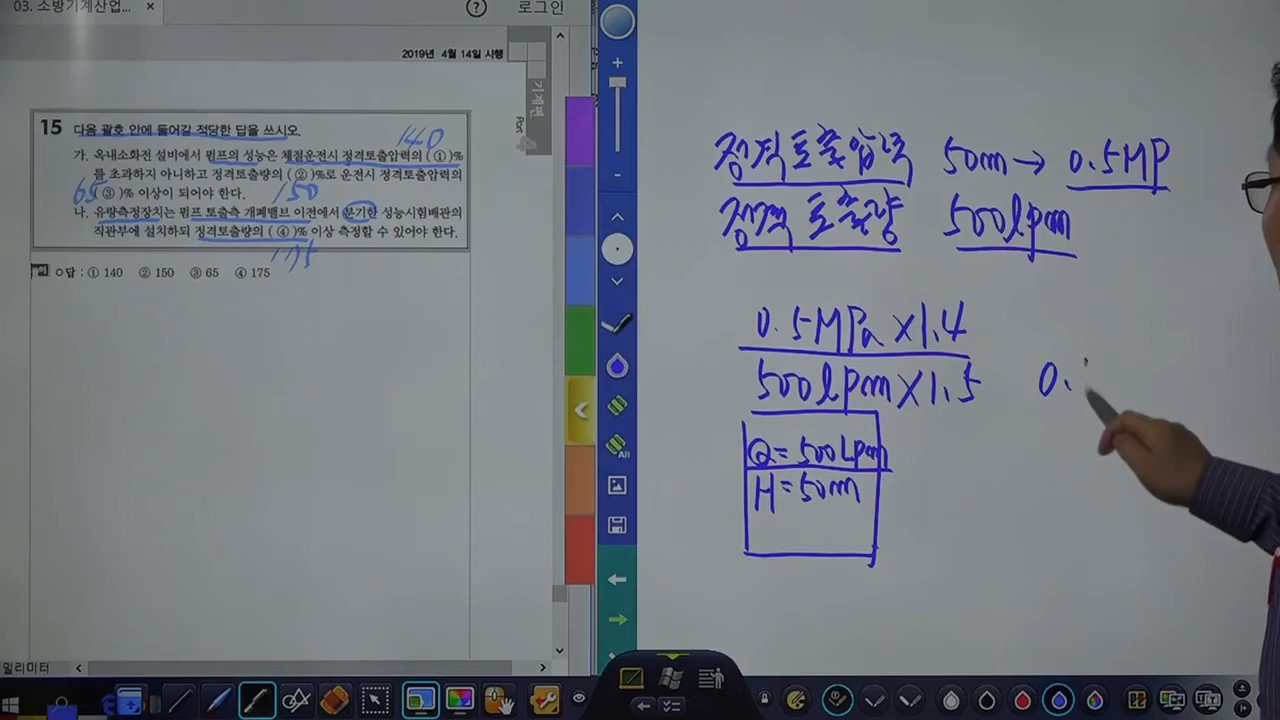 03. 소방기계산업...
로그인
2019년 4월 14일 시행
기계편
Part 4
15 다음 괄호 안에 들어갈 적당한 답을 쓰시오.
140
가. 옥내소화전 설비에서 펌프의 성능은 체절운전시 정격토출압력의 (①)%
를 초과하지 아니하고 정격토출량의 (②)%로 운전시 정격토출압력의
65 (③)% 이상이 되어야 한다. 150
나. 유량측정장치는 펌프 토출측 개폐밸브 이전에서 분기한 성능시험배관의
직관부에 설치하되 정격토출량의 (④)% 이상 측정할 수 있어야 한다.
175
ㅇ답 : ① 140 ② 150 ③ 65 ④ 175
정격토출압력 50m → 0.5MP
정격 토출량 500lpm
0.5MPa×1.4
500lpm×1.5
0.
Q=500Lpm
H=50m
All
밀리미터